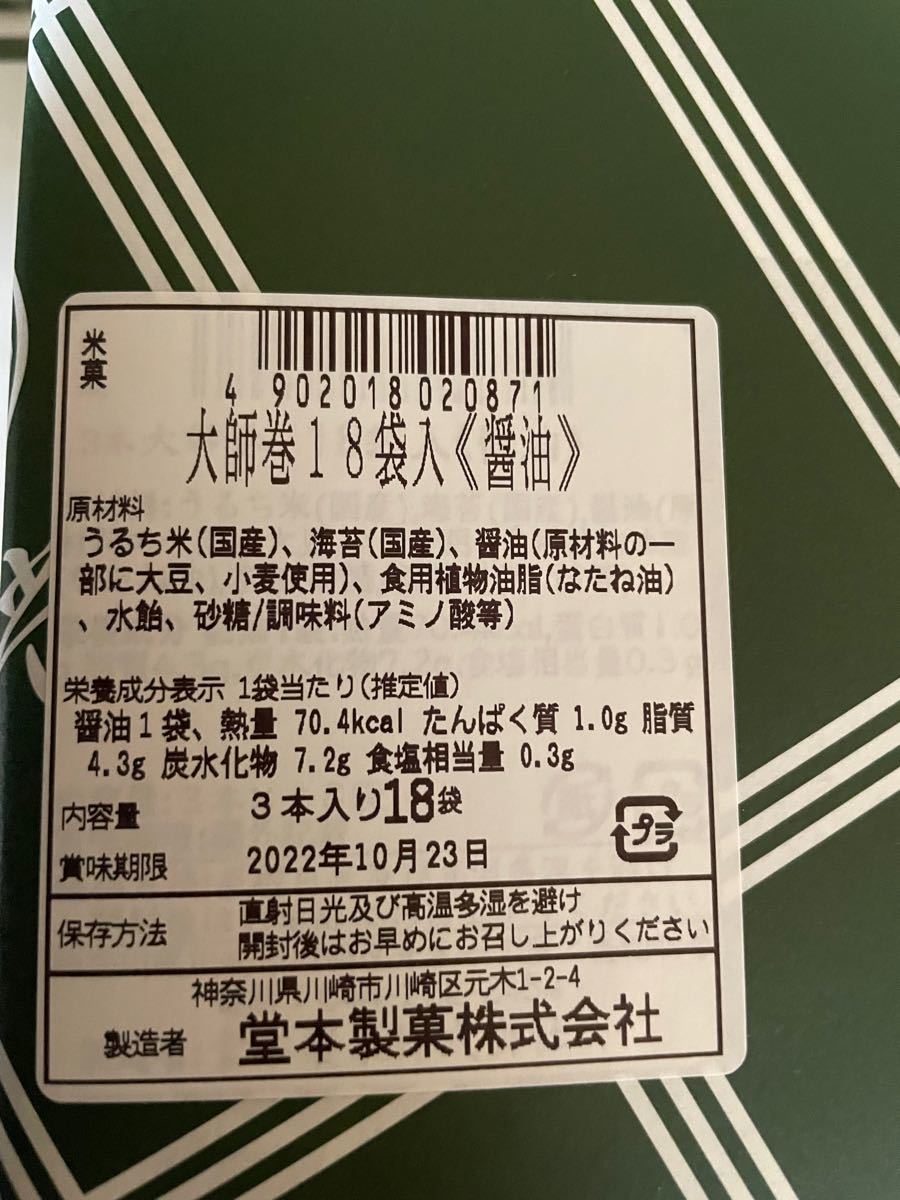 米菓
4 902018 020871
大師巻18袋入《醤油》
原材料
うるち米(国産)、海苔(国産)、醤油(原材料の一
部に大豆、小麦使用)、食用植物油脂(なたね油)
、水飴、砂糖/調味料(アミノ酸等)
栄養成分表示 1袋当たり(推定値)
醤油1袋、熱量 70.4kcal たんぱく質 1.0g 脂質
4.3g 炭水化物 7.2g 食塩相当量 0.3g
内容量 3本入り18袋
プラ
賞味期限 2022年10月23日
保存方法 直射日光及び高温多湿を避け
開封後はお早めにお召し上がりください
神奈川県川崎市川崎区元木1-2-4
製造者 堂本製菓株式会社